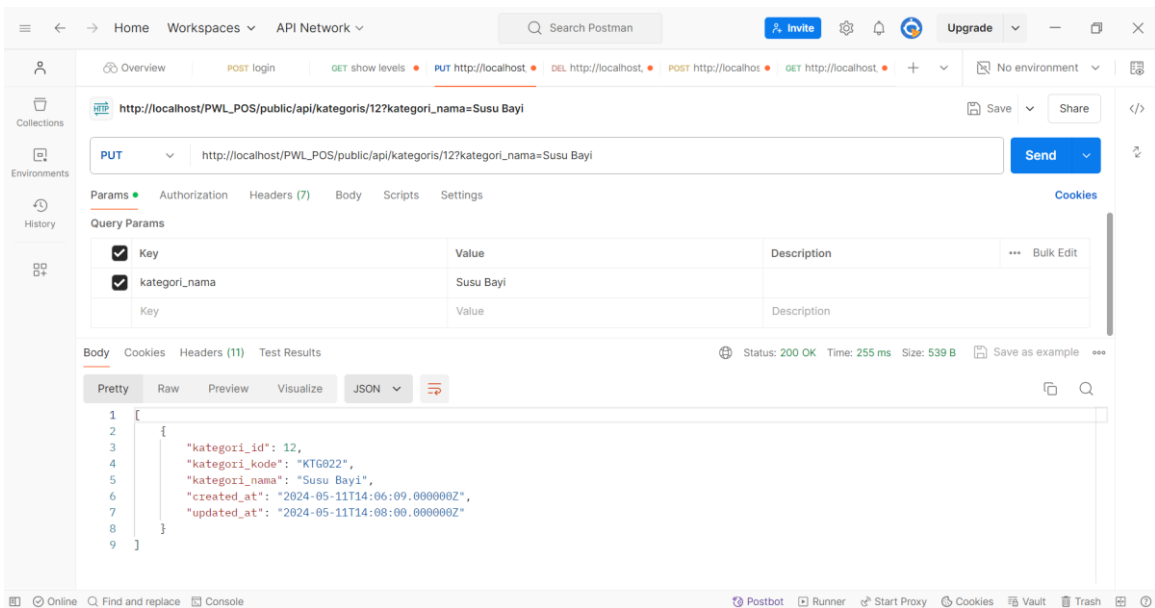 Home Workspaces API Network Search Postman Invite Upgrade
Overview POST login GET show levels PUT http://localhost, DEL http://localhost, POST http://localhos GET http://localhost, + No environment
HTTP http://localhost/PWL_POS/public/api/kategoris/12?kategori_nama=Susu Bayi Save Share
Collections
PUT http://localhost/PWL_POS/public/api/kategoris/12?kategori_nama=Susu Bayi Send
Environments
Params Authorization Headers (7) Body Scripts Settings Cookies
History
Query Params
Key Value Description ••• Bulk Edit
kategori_nama Susu Bayi
Key Value Description
Body Cookies Headers (11) Test Results Status: 200 OK Time: 255 ms Size: 539 B Save as example
Pretty Raw Preview Visualize JSON
1 [
2 {
3 "kategori_id": 12,
4 "kategori_kode": "KTG022",
5 "kategori_nama": "Susu Bayi",
6 "created_at": "2024-05-11T14:06:09.000000Z",
7 "updated_at": "2024-05-11T14:08:00.000000Z"
8 }
9 ]
Online Find and replace Console Postbot Runner Start Proxy Cookies Vault Trash